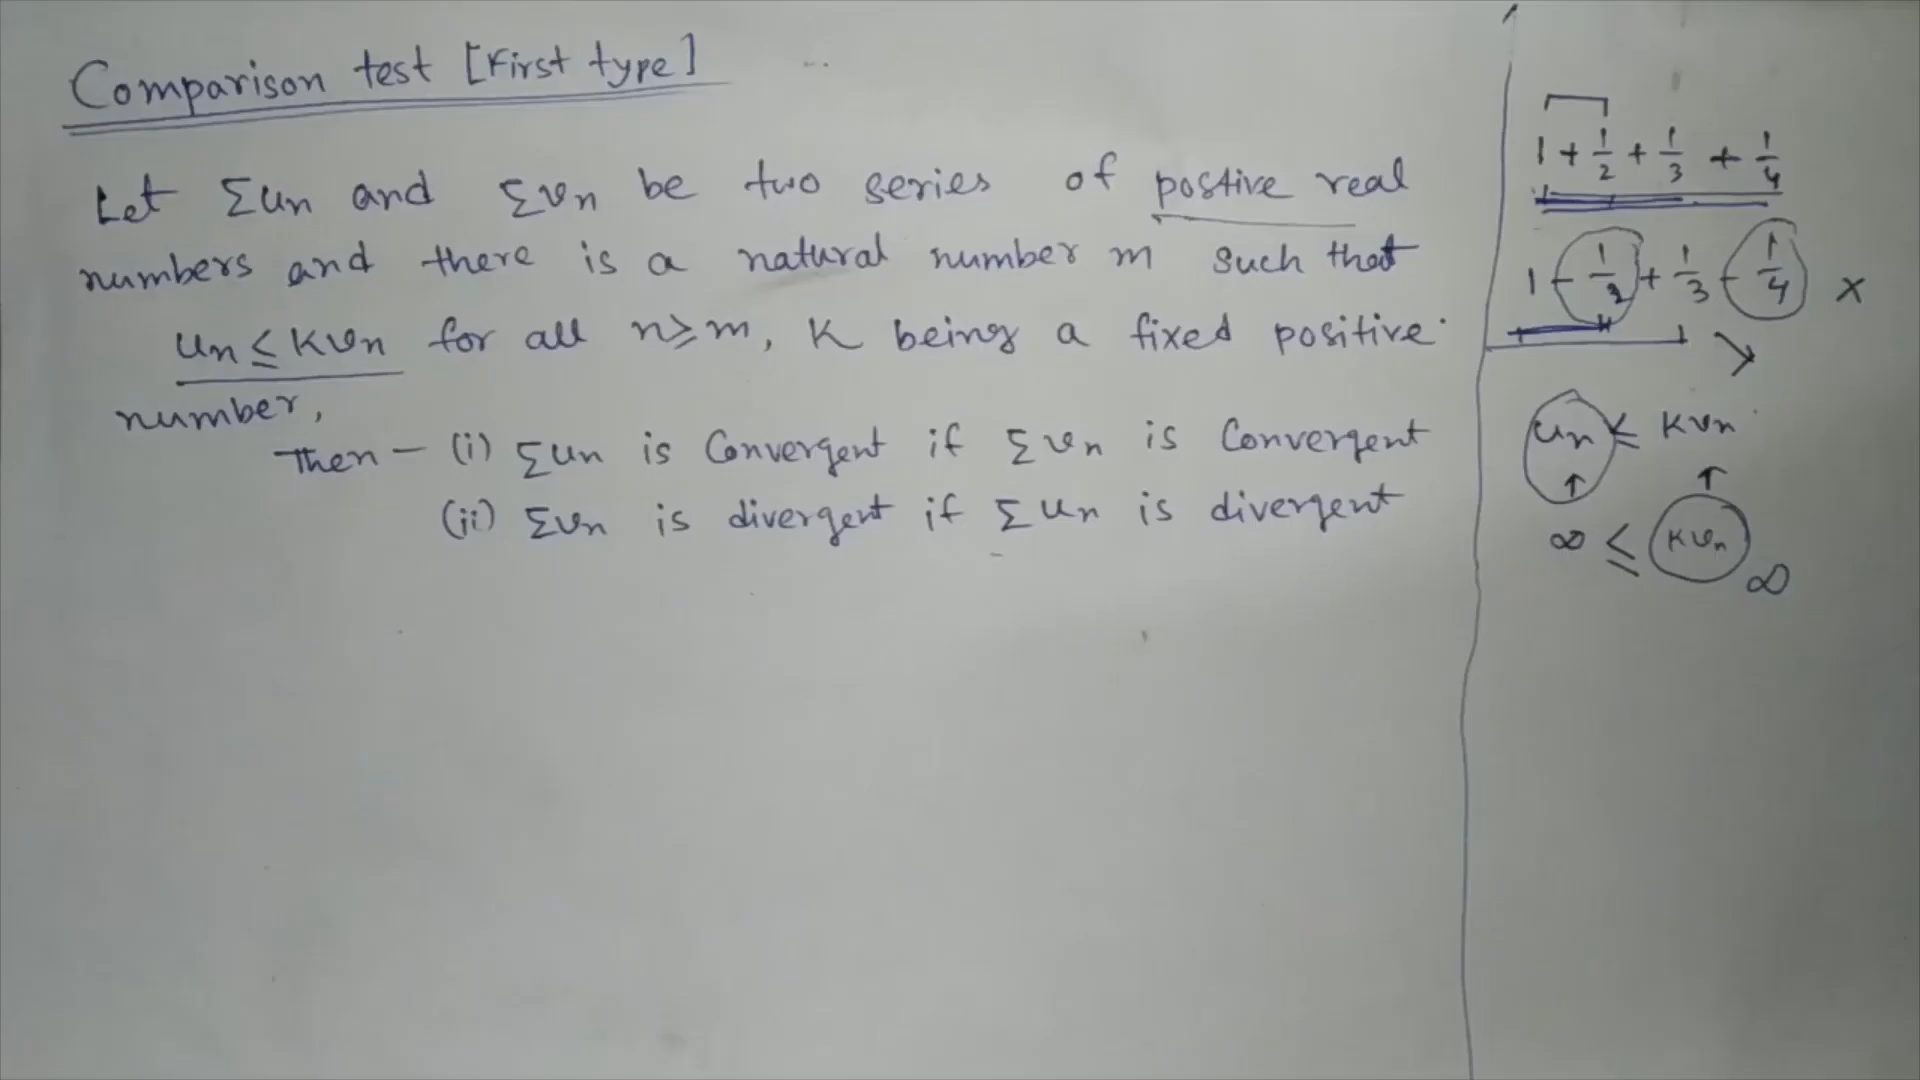 Comparison test [First type]
Let Σun and Σvn be two series of postive real
numbers and there is a natural number m such that
un ≤ Kvn for all n ≥ m, K being a fixed positive
number,
Then – (i) Σun is Convergent if Σvn is Convergent
(ii) Σvn is divergent if Σun is divergent
1 + 1/2 + 1/3 + 1/4
1 - 1/2 + 1/3 - 1/4 x
un ≤ Kvn
↑ ↑
∞ ≤ Kvn
∞